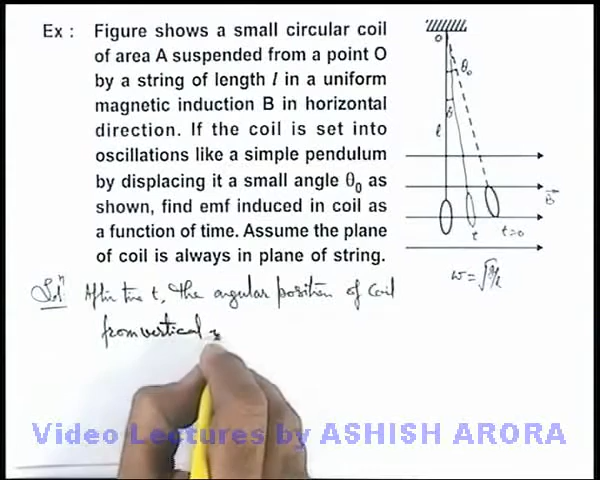 Ex : Figure shows a small circular coil
of area A suspended from a point O
by a string of length l in a uniform
magnetic induction B in horizontal
direction. If the coil is set into
oscillations like a simple pendulum
by displacing it a small angle θ₀ as
shown, find emf induced in coil as
a function of time. Assume the plane
of coil is always in plane of string.
O
θ₀
θ
l
B⃗
t
t=0
ω = √g/l
Solⁿ After time t, the angular position of coil
from vertical
Video Lectures by ASHISH ARORA